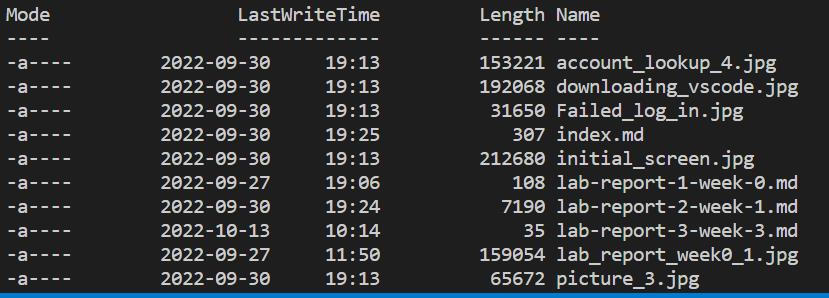 Mode                 LastWriteTime         Length Name
----                 -------------         ------ ----
-a----        2022-09-30     19:13         153221 account_lookup_4.jpg
-a----        2022-09-30     19:13         192068 downloading_vscode.jpg
-a----        2022-09-30     19:13          31650 Failed_log_in.jpg
-a----        2022-09-30     19:25            307 index.md
-a----        2022-09-30     19:13         212680 initial_screen.jpg
-a----        2022-09-27     19:06            108 lab-report-1-week-0.md
-a----        2022-09-30     19:24           7190 lab-report-2-week-1.md
-a----        2022-10-13     10:14             35 lab-report-3-week-3.md
-a----        2022-09-27     11:50         159054 lab_report_week0_1.jpg
-a----        2022-09-30     19:13          65672 picture_3.jpg